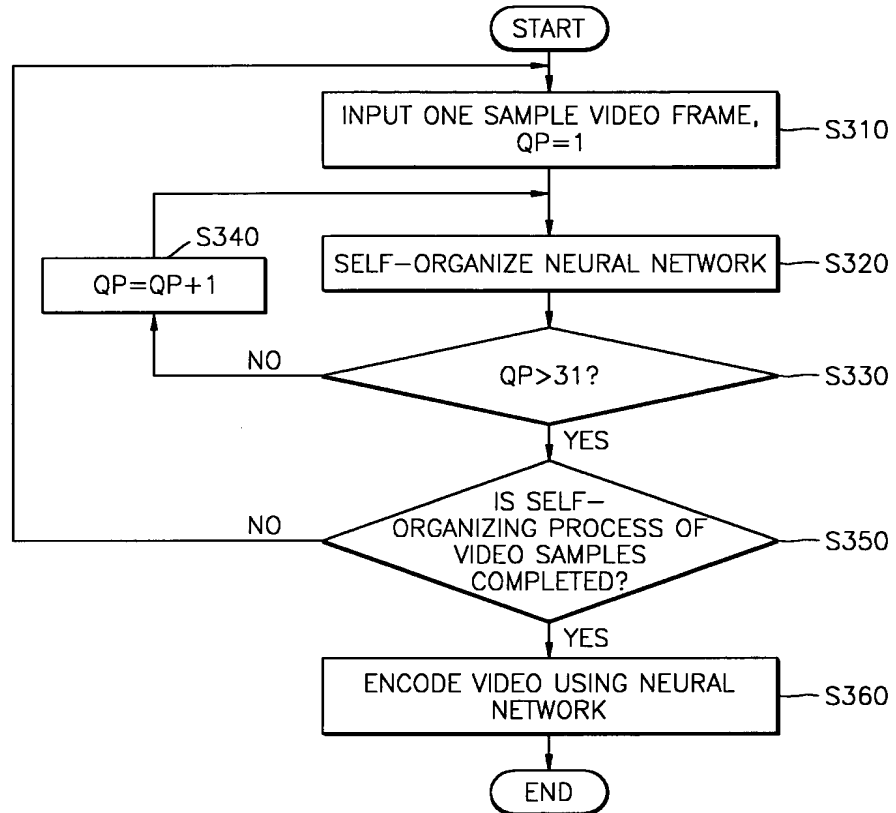 START
INPUT ONE SAMPLE VIDEO FRAME,
QP=1
S310
S340
QP=QP+1
SELF-ORGANIZE NEURAL NETWORK
S320
NO
QP>31?
S330
YES
NO
IS SELF-
ORGANIZING PROCESS OF
VIDEO SAMPLES
COMPLETED?
S350
YES
ENCODE VIDEO USING NEURAL
NETWORK
S360
END